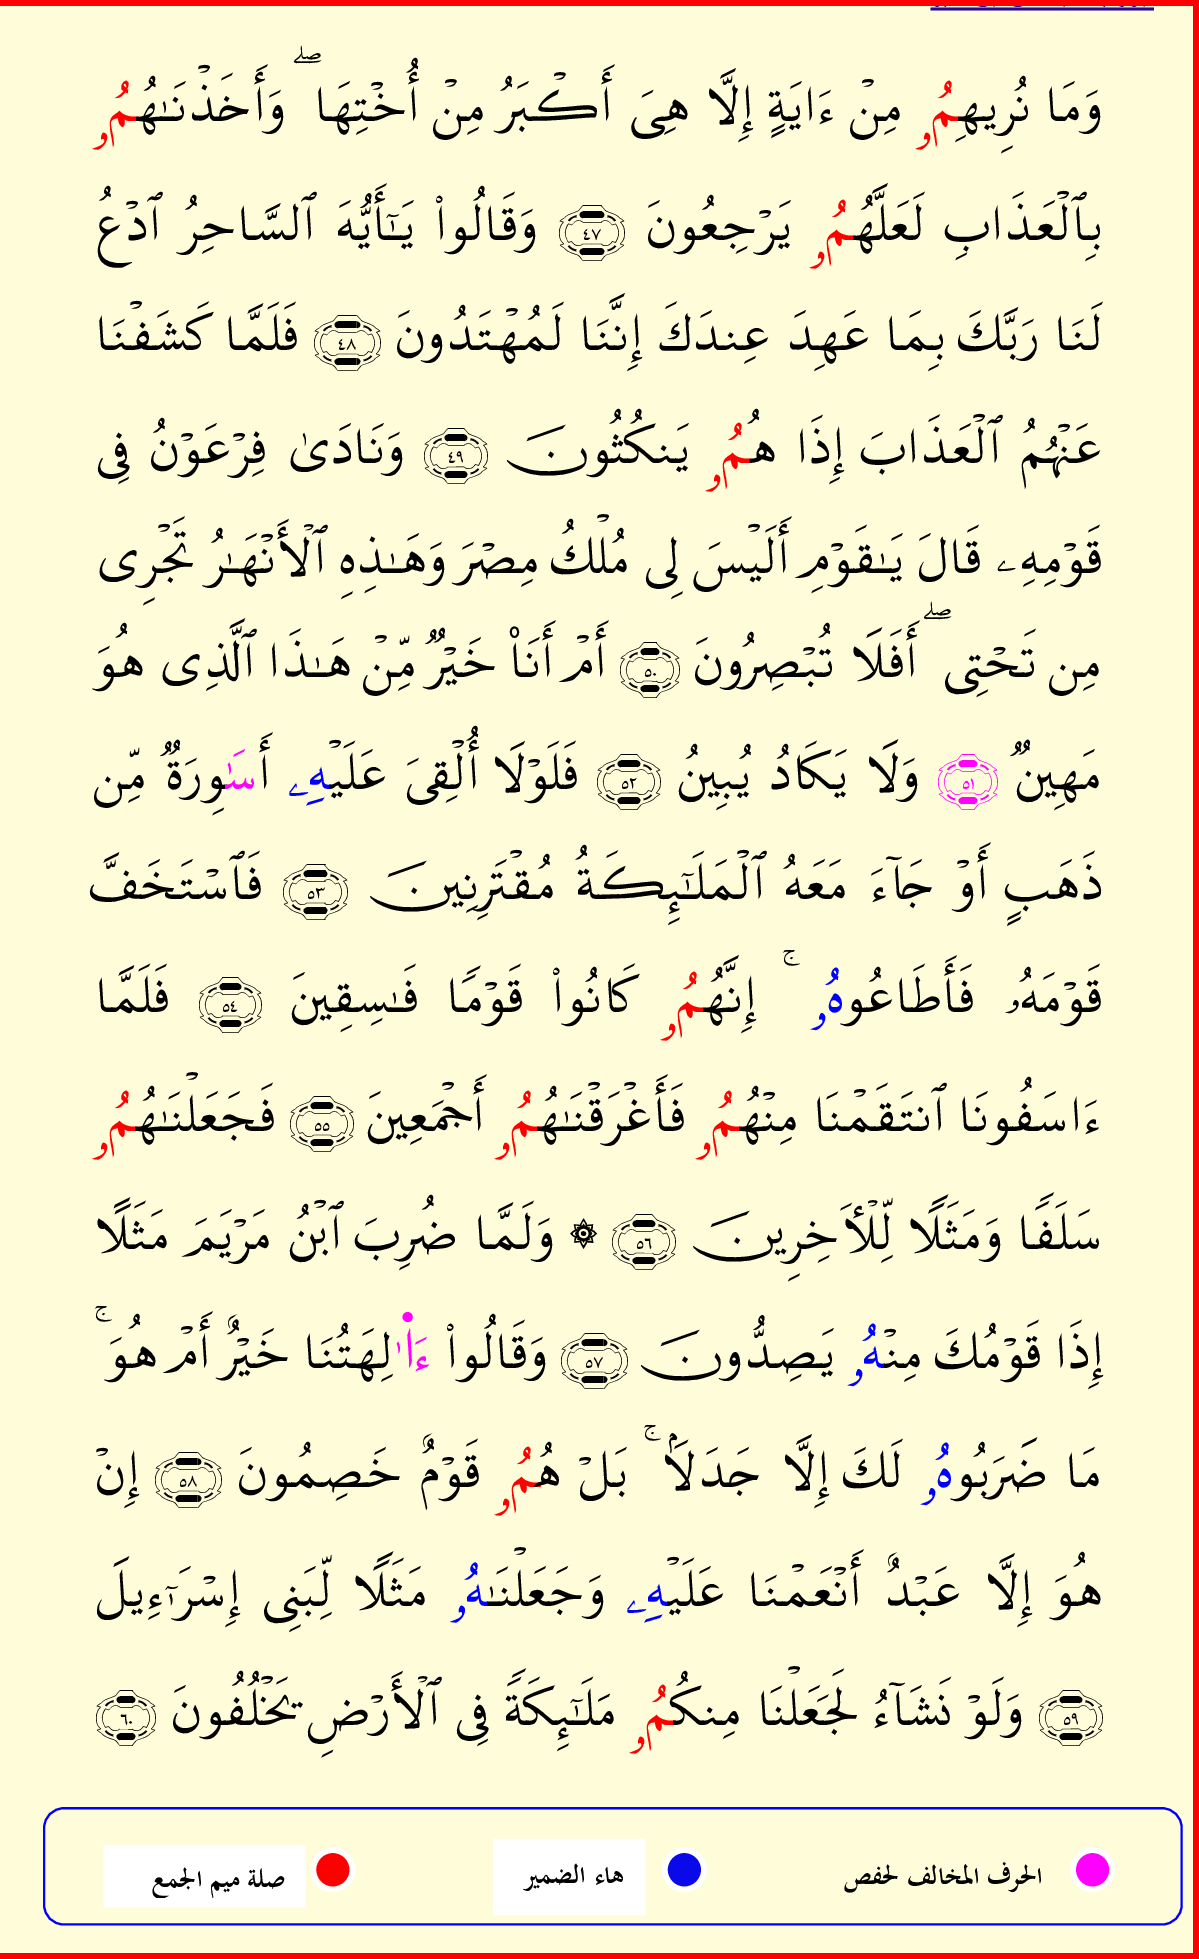 وَمَا نُرِيهِمُۥ مِنْ ءَايَةٍ إِلَّا هِىَ أَكْبَرُ مِنْ أُخْتِهَا ۖ وَأَخَذْنَٰهُمُۥ
بِٱلْعَذَابِ لَعَلَّهُمُۥ يَرْجِعُونَ ٤٧ وَقَالُوا۟ يَٰٓأَيُّهَ ٱلسَّاحِرُ ٱدْعُ
لَنَا رَبَّكَ بِمَا عَهِدَ عِندَكَ إِنَّنَا لَمُهْتَدُونَ ٤٨ فَلَمَّا كَشَفْنَا
عَنْهُمُ ٱلْعَذَابَ إِذَا هُمُۥ يَنكُثُونَ ٤٩ وَنَادَىٰ فِرْعَوْنُ فِى
قَوْمِهِۦ قَالَ يَٰقَوْمِ أَلَيْسَ لِى مُلْكُ مِصْرَ وَهَٰذِهِ ٱلْأَنْهَٰرُ تَجْرِى
مِن تَحْتِى ۖ أَفَلَا تُبْصِرُونَ ٥٠ أَمْ أَنَا۠ خَيْرٌ مِّنْ هَٰذَا ٱلَّذِى هُوَ
مَهِينٌ ٥١ وَلَا يَكَادُ يُبِينُ ٥٢ فَلَوْلَا أُلْقِىَ عَلَيْهِۦ أَسَٰوِرَةٌ مِّن
ذَهَبٍ أَوْ جَآءَ مَعَهُ ٱلْمَلَٰٓئِكَةُ مُقْتَرِنِينَ ٥٣ فَٱسْتَخَفَّ
قَوْمَهُۥ فَأَطَاعُوهُۥ ۚ إِنَّهُمُۥ كَانُوا۟ قَوْمًا فَٰسِقِينَ ٥٤ فَلَمَّا
ءَاسَفُونَا ٱنتَقَمْنَا مِنْهُمُۥ فَأَغْرَقْنَٰهُمُۥ أَجْمَعِينَ ٥٥ فَجَعَلْنَٰهُمُۥ
سَلَفًا وَمَثَلًا لِّلْأَخِرِينَ ٥٦ ۞ وَلَمَّا ضُرِبَ ٱبْنُ مَرْيَمَ مَثَلًا
إِذَا قَوْمُكَ مِنْهُۥ يَصِدُّونَ ٥٧ وَقَالُوا۟ ءَاٰ۬لِهَتُنَا خَيْرٌ أَمْ هُوَ ۚ
مَا ضَرَبُوهُۥ لَكَ إِلَّا جَدَلًۢا ۚ بَلْ هُمُۥ قَوْمٌ خَصِمُونَ ٥٨ إِنْ
هُوَ إِلَّا عَبْدٌ أَنْعَمْنَا عَلَيْهِۦ وَجَعَلْنَٰهُۥ مَثَلًا لِّبَنِى إِسْرَٰٓءِيلَ
٥٩ وَلَوْ نَشَآءُ لَجَعَلْنَا مِنكُمُۥ مَلَٰٓئِكَةً فِى ٱلْأَرْضِ يَخْلُفُونَ ٦٠
الحرف المخالف لحفص هاء الضمير صلة ميم الجمع